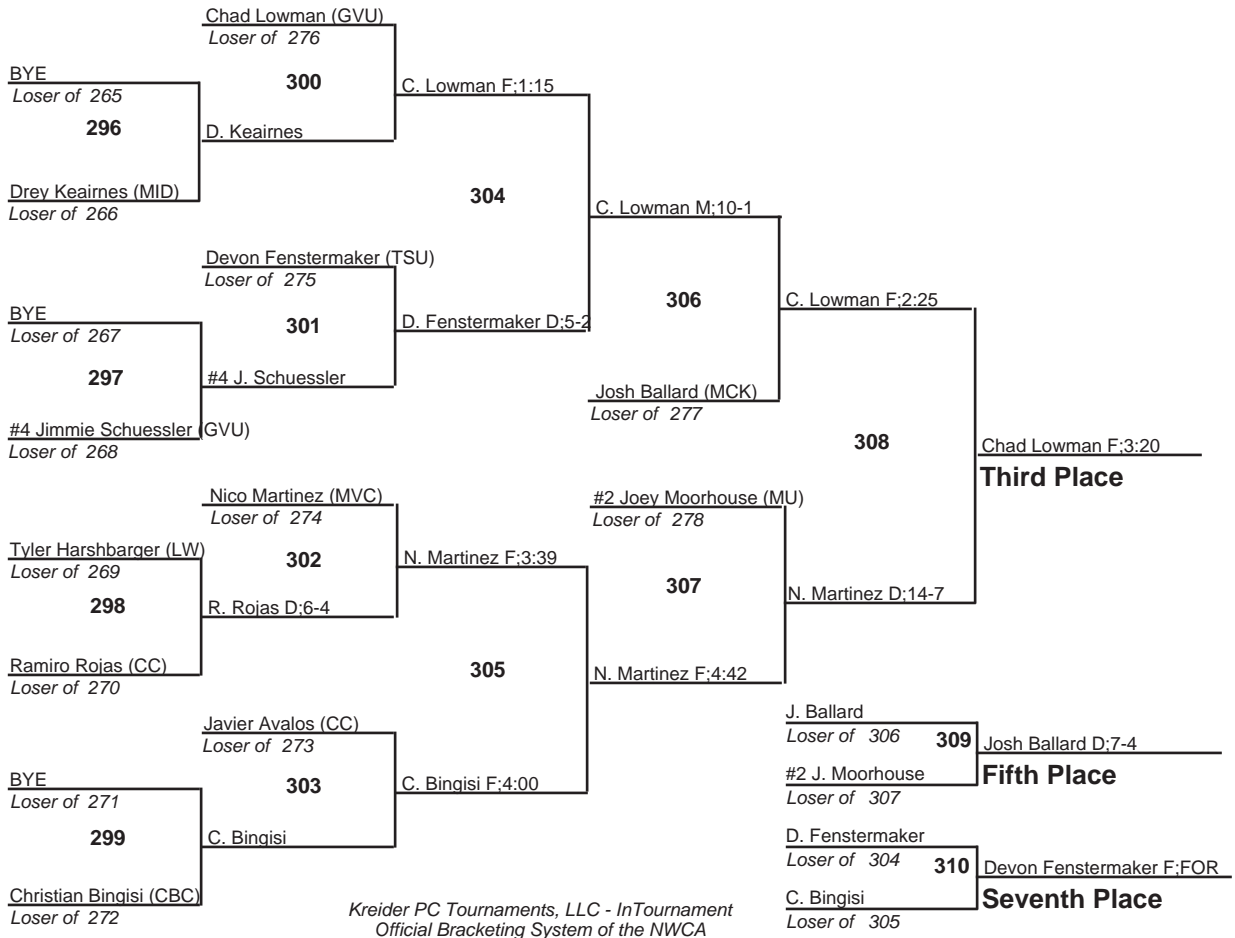 Chad Lowman (GVU)
Loser of 276
BYE
Loser of 265
300
C. Lowman F;1:15
296
D. Keairnes
Drey Keairnes (MID)
Loser of 266
304
C. Lowman M;10-1
Devon Fenstermaker (TSU)
Loser of 275
BYE
Loser of 267
301
D. Fenstermaker D;5-2
306
C. Lowman F;2:25
297
#4 J. Schuessler
Josh Ballard (MCK)
Loser of 277
#4 Jimmie Schuessler (GVU)
Loser of 268
308
Chad Lowman F;3:20
Third Place
Nico Martinez (MVC)
Loser of 274
#2 Joey Moorhouse (MU)
Loser of 278
Tyler Harshbarger (LW)
Loser of 269
302
N. Martinez F;3:39
307
298
R. Rojas D;6-4
N. Martinez D;14-7
Ramiro Rojas (CC)
Loser of 270
305
N. Martinez F;4:42
Javier Avalos (CC)
Loser of 273
J. Ballard
Loser of 306
309
Josh Ballard D;7-4
BYE
Loser of 271
303
C. Bingisi F;4:00
#2 J. Moorhouse
Loser of 307
Fifth Place
299
C. Bingisi
D. Fenstermaker
Loser of 304
310
Devon Fenstermaker F;FOR
Christian Bingisi (CBC)
Loser of 272
C. Bingisi
Loser of 305
Seventh Place
Kreider PC Tournaments, LLC - InTournament
Official Bracketing System of the NWCA